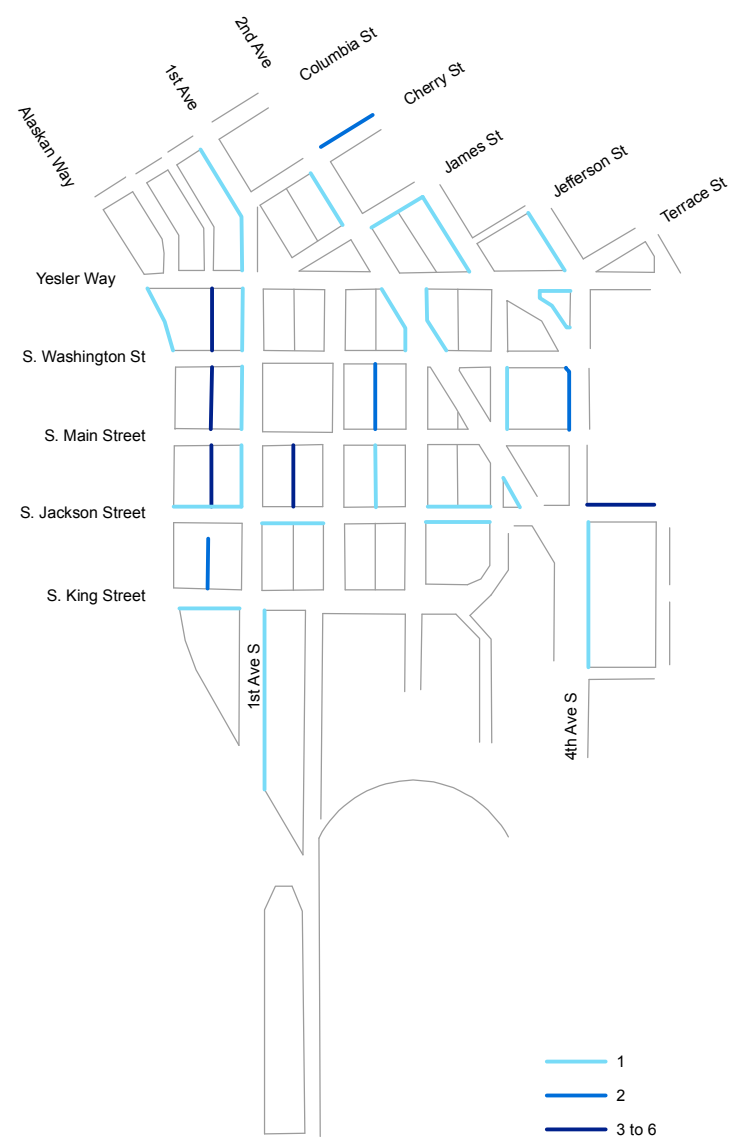 2nd Ave
Columbia St
1st Ave
Cherry St
Alaskan Way
James St
Jefferson St
Terrace St
Yesler Way
S. Washington St
S. Main Street
S. Jackson Street
S. King Street
1st Ave S
4th Ave S
1
2
3 to 6